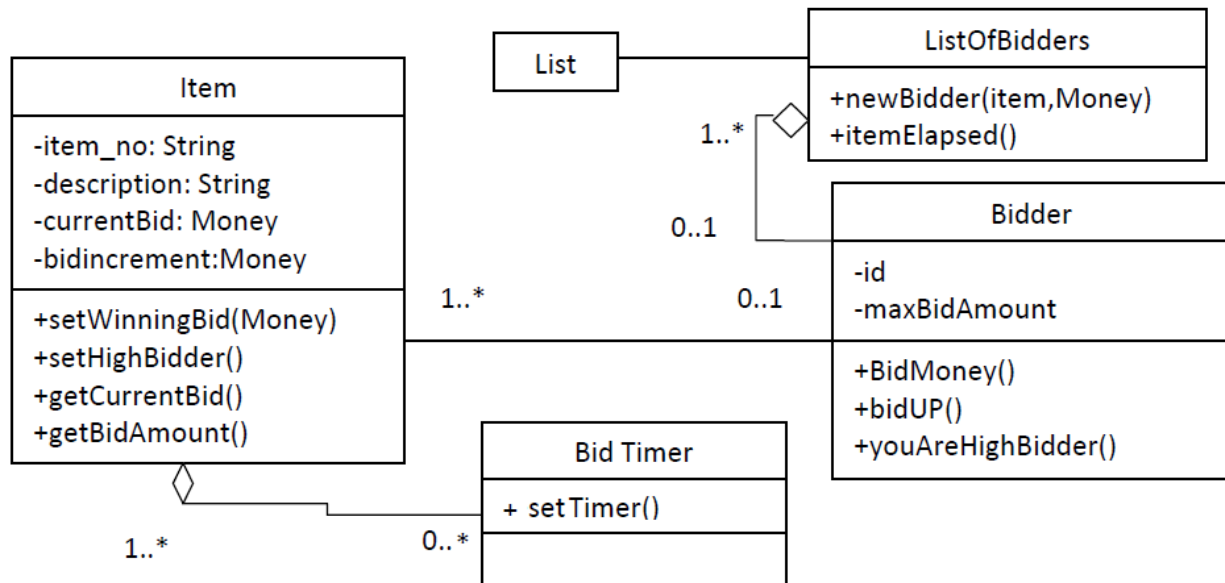 Item
-item_no: String
-description: String
-currentBid: Money
-bidincrement:Money
+setWinningBid(Money)
+setHighBidder()
+getCurrentBid()
+getBidAmount()
List
ListOfBidders
+newBidder(item,Money)
+itemElapsed()
1..*
0..1
Bidder
-id
-maxBidAmount
+BidMoney()
+bidUP()
+youAreHighBidder()
1..*
0..1
Bid Timer
+ setTimer()
1..*
0..*